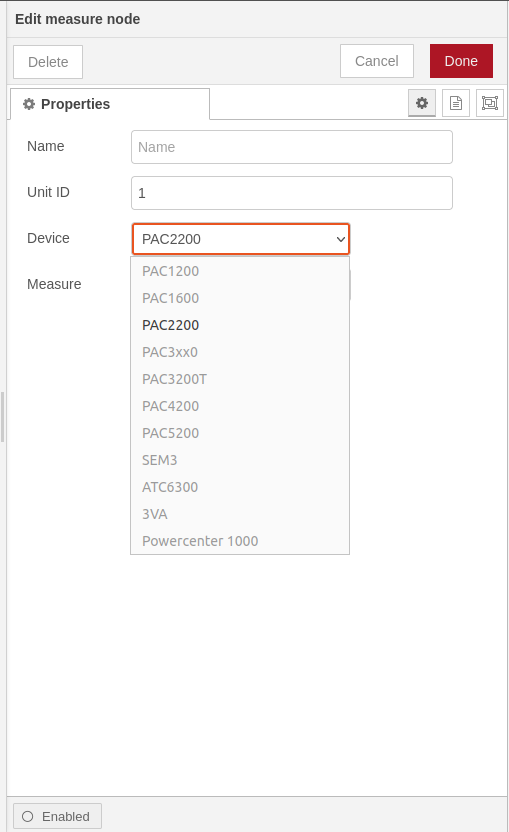 Edit measure node
Delete
Cancel
Done
Properties
Name
Name
Unit ID
1
Device
PAC2200
Measure
PAC1200
PAC1600
PAC2200
PAC3xx0
PAC3200T
PAC4200
PAC5200
SEM3
ATC6300
3VA
Powercenter 1000
Enabled